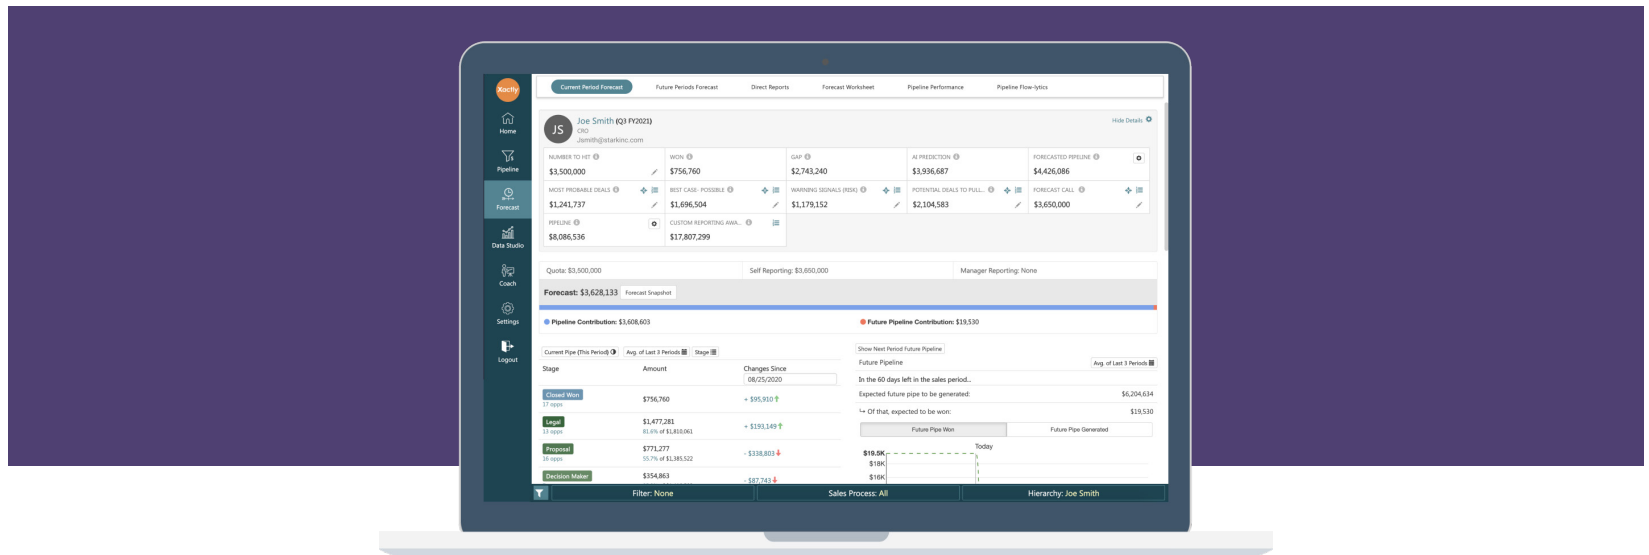 Xactly
Home
Pipeline
Forecast
Data Studio
Coach
Settings
Logout
Current Period Forecast Future Periods Forecast Direct Reports Forecast Worksheet Pipeline Performance Pipeline Flow-lytics
JS
Joe Smith (Q3 FY2021)
CRO
Jsmith@starkinc.com
Hide Details
NUMBER TO HIT WON GAP AI PREDICTION FORECASTED PIPELINE
$3,500,000 $756,760 $2,743,240 $3,936,687 $4,426,086
MOST PROBABLE DEALS BEST CASE- POSSIBLE WARNING SIGNALS (RISK) POTENTIAL DEALS TO PULL... FORECAST CALL
$1,241,737 $1,696,504 $1,179,152 $2,104,583 $3,650,000
PIPELINE CUSTOM REPORTING AWA...
$8,086,536 $17,807,299
Quota: $3,500,000 Self Reporting: $3,650,000 Manager Reporting: None
Forecast: $3,628,133 Forecast Snapshot
Pipeline Contribution: $3,608,603 Future Pipeline Contribution: $19,530
Current Pipe (This Period) Avg. of Last 3 Periods Stage
Stage Amount Changes Since
08/25/2020
Closed Won $756,760 + $95,910
17 opps
Legal $1,477,281 + $193,149
13 opps 81.6% of $1,810,061
Proposal $771,277 - $338,803
16 opps 55.7% of $1,385,522
Decision Maker $354,863 - $87,743
Show Next Period Future Pipeline
Future Pipeline Avg. of Last 3 Periods
In the 60 days left in the sales period...
Expected future pipe to be generated: $6,204,634
Of that, expected to be won: $19,530
Future Pipe Won Future Pipe Generated
Today
$19.5K
$18K
$16K
Filter: None Sales Process: All Hierarchy: Joe Smith